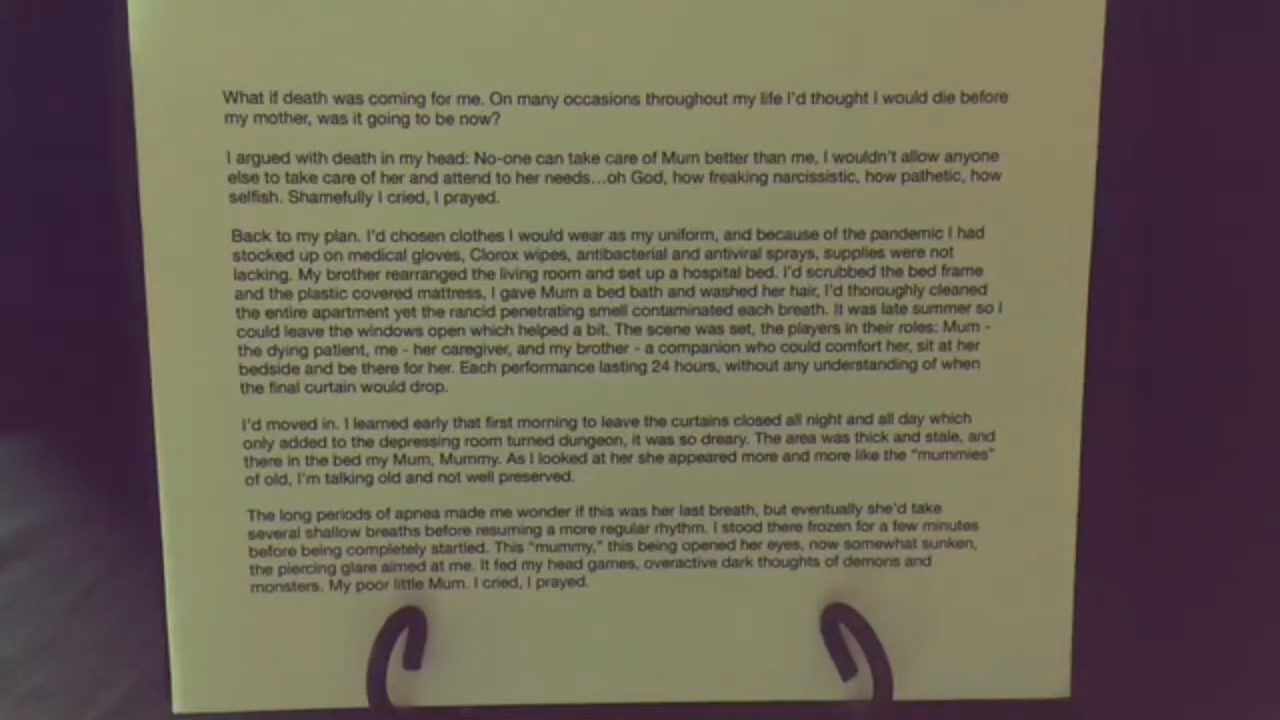 What if death was coming for me. On many occasions throughout my life I'd thought I would die before
my mother, was it going to be now?
I argued with death in my head: No-one can take care of Mum better than me, I wouldn't allow anyone
else to take care of her and attend to her needs...oh God, how freaking narcissistic, how pathetic, how
selfish. Shamefully I cried, I prayed.
Back to my plan. I'd chosen clothes I would wear as my uniform, and because of the pandemic I had
stocked up on medical gloves, Clorox wipes, antibacterial and antiviral sprays, supplies were not
lacking. My brother rearranged the living room and set up a hospital bed. I'd scrubbed the bed frame
and the plastic covered mattress, I gave Mum a bed bath and washed her hair, I'd thoroughly cleaned
the entire apartment yet the rancid penetrating smell contaminated each breath. It was late summer so I
could leave the windows open which helped a bit. The scene was set, the players in their roles: Mum -
the dying patient, me - her caregiver, and my brother - a companion who could comfort her, sit at her
bedside and be there for her. Each performance lasting 24 hours, without any understanding of when
the final curtain would drop.
I'd moved in. I learned early that first morning to leave the curtains closed all night and all day which
only added to the depressing room turned dungeon, it was so dreary. The area was thick and stale, and
there in the bed my Mum, Mummy. As I looked at her she appeared more and more like the "mummies"
of old, I'm talking old and not well preserved.
The long periods of apnea made me wonder if this was her last breath, but eventually she'd take
several shallow breaths before resuming a more regular rhythm. I stood there frozen for a few minutes
before being completely startled. This "mummy," this being opened her eyes, now somewhat sunken,
the piercing glare aimed at me. It fed my head games, overactive dark thoughts of demons and
monsters. My poor little Mum. I cried, I prayed.